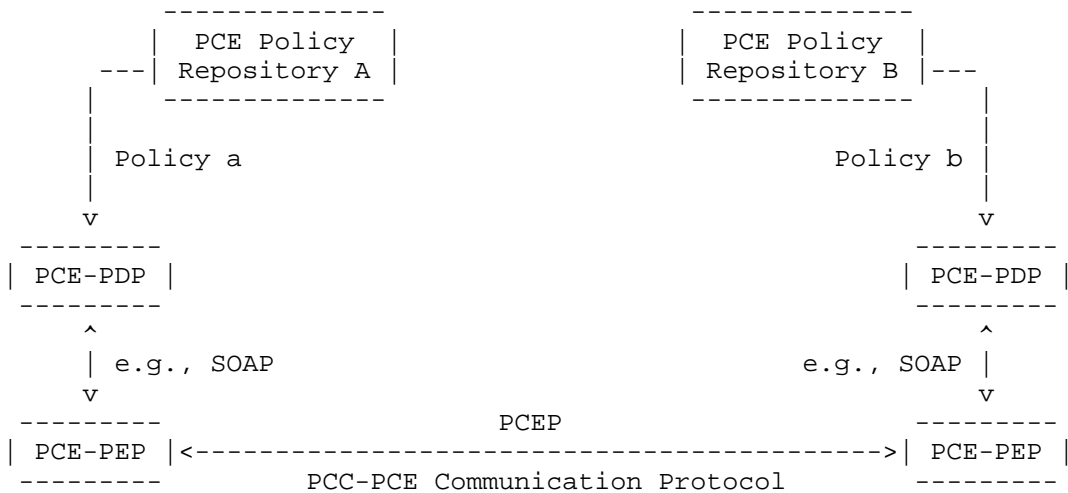 PCE Policy PCE Policy
Repository A Repository B
Policy a Policy b
PCE-PDP PCE-PDP
e.g., SOAP e.g., SOAP
PCEP
PCE-PEP PCE-PEP
PCC-PCE Communication Protocol